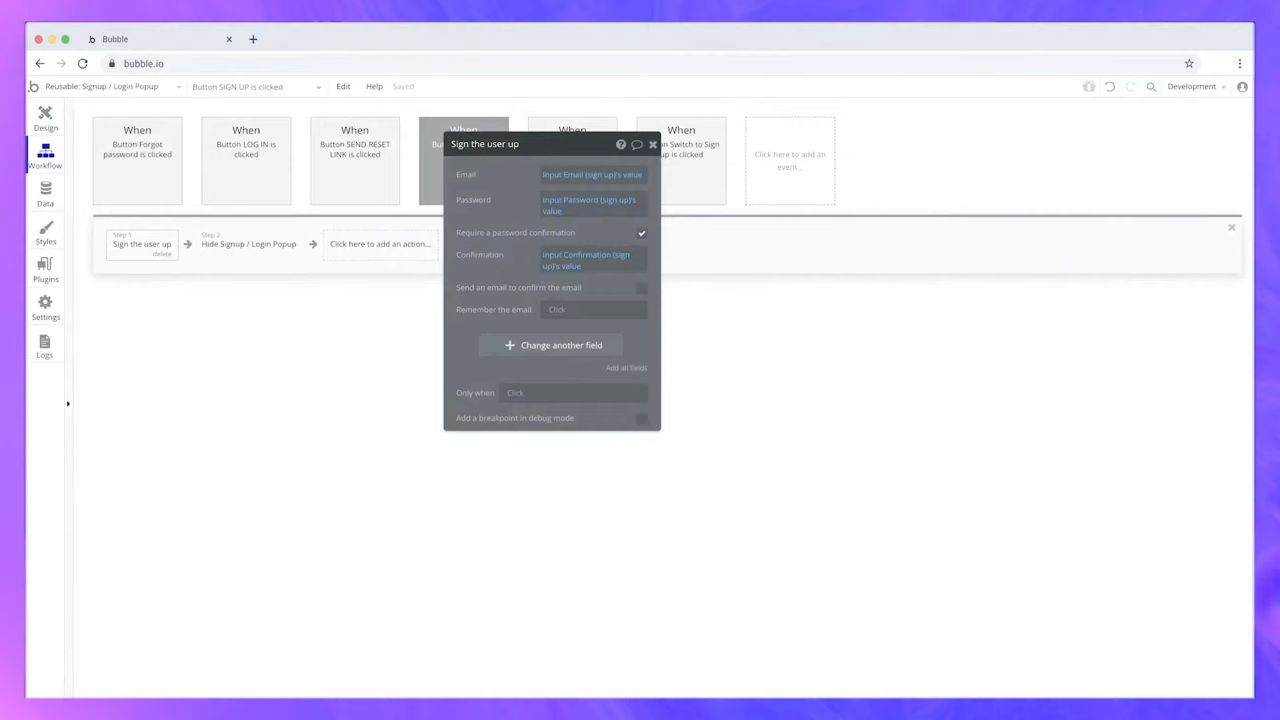 Bubble
bubble.io
Reusable: Signup / Login Popup
Button SIGN UP is clicked
Edit
Help
Saved
Development
Design
Workflow
Data
Styles
Plugins
Settings
Logs
When
Button Forgot
password is clicked
When
Button LOG IN is
clicked
When
Button SEND RESET
LINK is clicked
When
When
When
n Switch to Sign
up is clicked
Click here to add an
event...
Step 1
Sign the user up
delete
Step 2
Hide Signup / Login Popup
Click here to add an action...
Sign the user up
Email
Input Email (sign up)'s value
Password
Input Password (sign up)'s
value
Require a password confirmation
Confirmation
Input Confirmation (sign
up)'s value
Send an email to confirm the email
Remember the email
Click
Change another field
Add all fields
Only when
Click
Add a breakpoint in debug mode